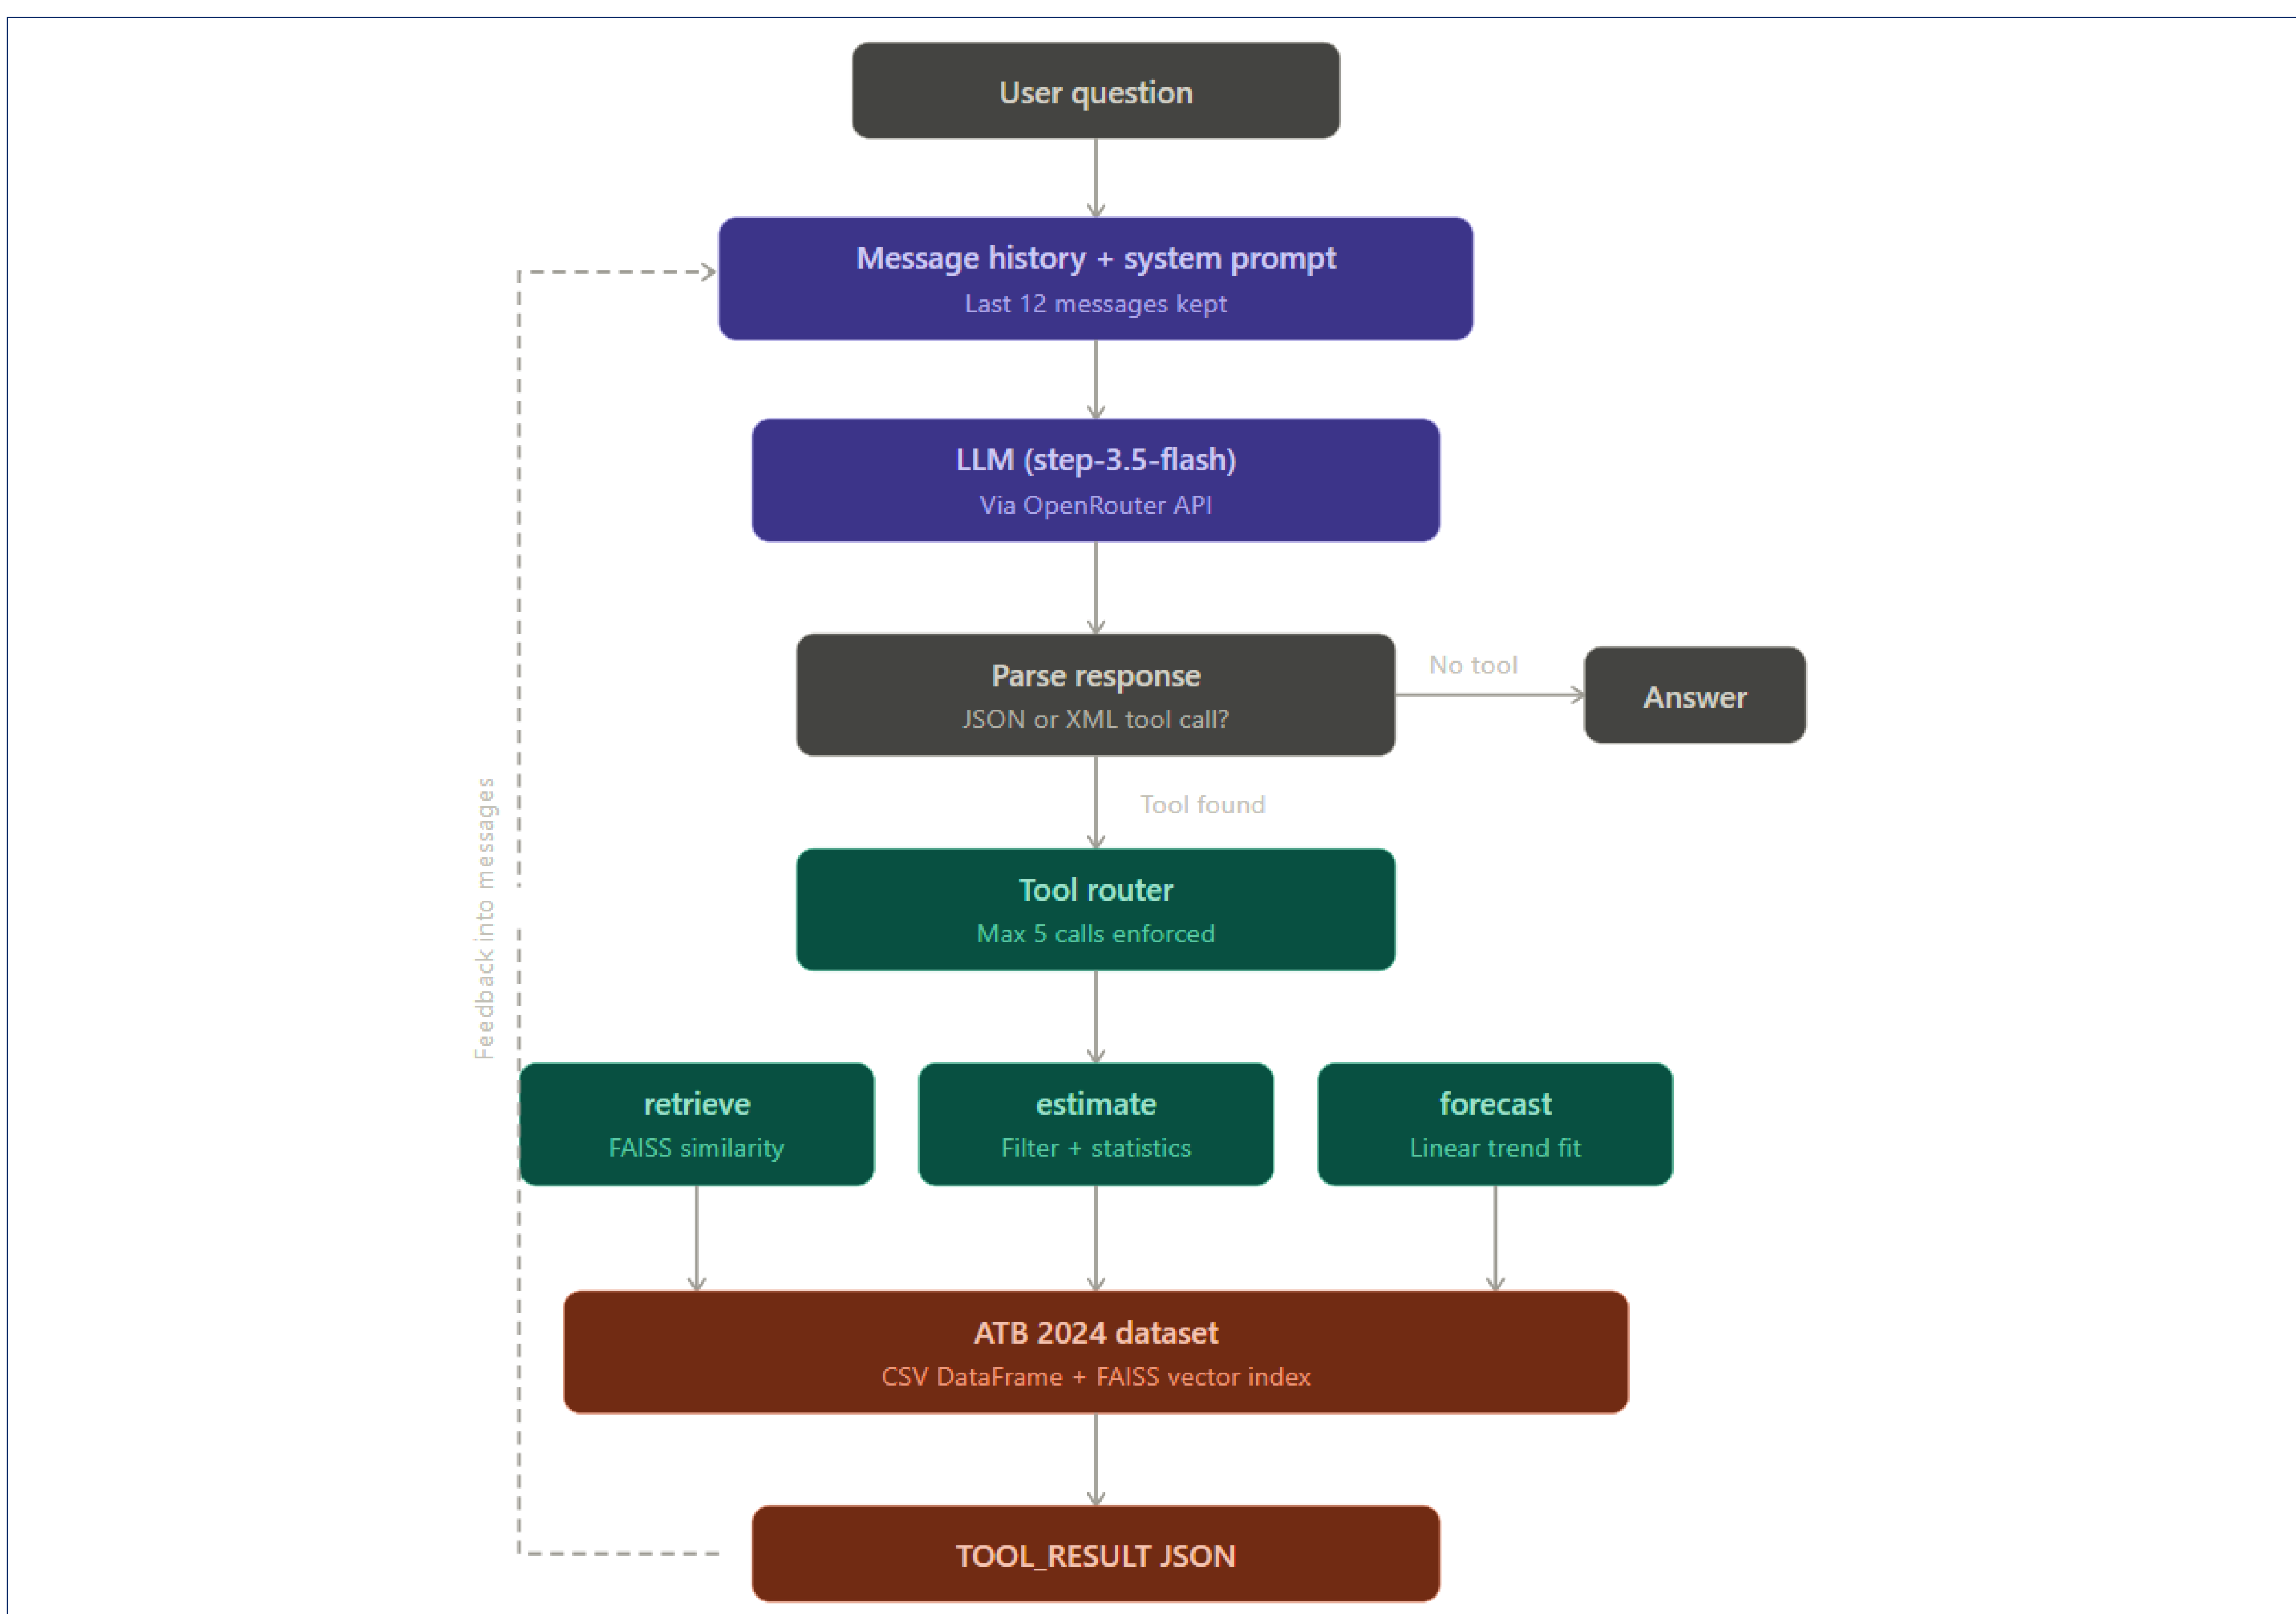 User question
Message history + system prompt
Last 12 messages kept
LLM (step-3.5-flash)
Via OpenRouter API
Parse response
JSON or XML tool call?
No tool
Answer
Tool found
Tool router
Max 5 calls enforced
Feedback into messages
retrieve
FAISS similarity
estimate
Filter + statistics
forecast
Linear trend fit
ATB 2024 dataset
CSV DataFrame + FAISS vector index
TOOL_RESULT JSON